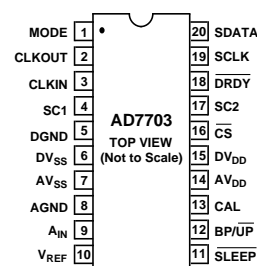 MODE 1 20 SDATA
CLKOUT 2 19 SCLK
CLKIN 3 18 DRDY
SC1 4 17 SC2
AD7703
DGND 5 16 CS
TOP VIEW
DVSS 6 (Not to Scale) 15 DVDD
AVSS 7 14 AVDD
AGND 8 13 CAL
AIN 9 12 BP/UP
VREF 10 11 SLEEP